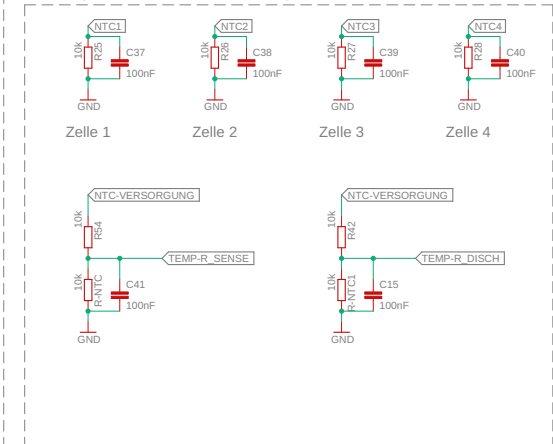 NTC1
10k
R25
C37
100nF
GND
Zelle 1
NTC2
10k
R26
C38
100nF
GND
Zelle 2
NTC3
10k
R27
C39
100nF
GND
Zelle 3
NTC4
10k
R28
C40
100nF
GND
Zelle 4
NTC-VERSORGUNG
10k
R54
TEMP-R_SENSE
10k
R-NTC
C41
100nF
GND
NTC-VERSORGUNG
10k
R42
TEMP-R_DISCH
10k
R-NTC1
C15
100nF
GND